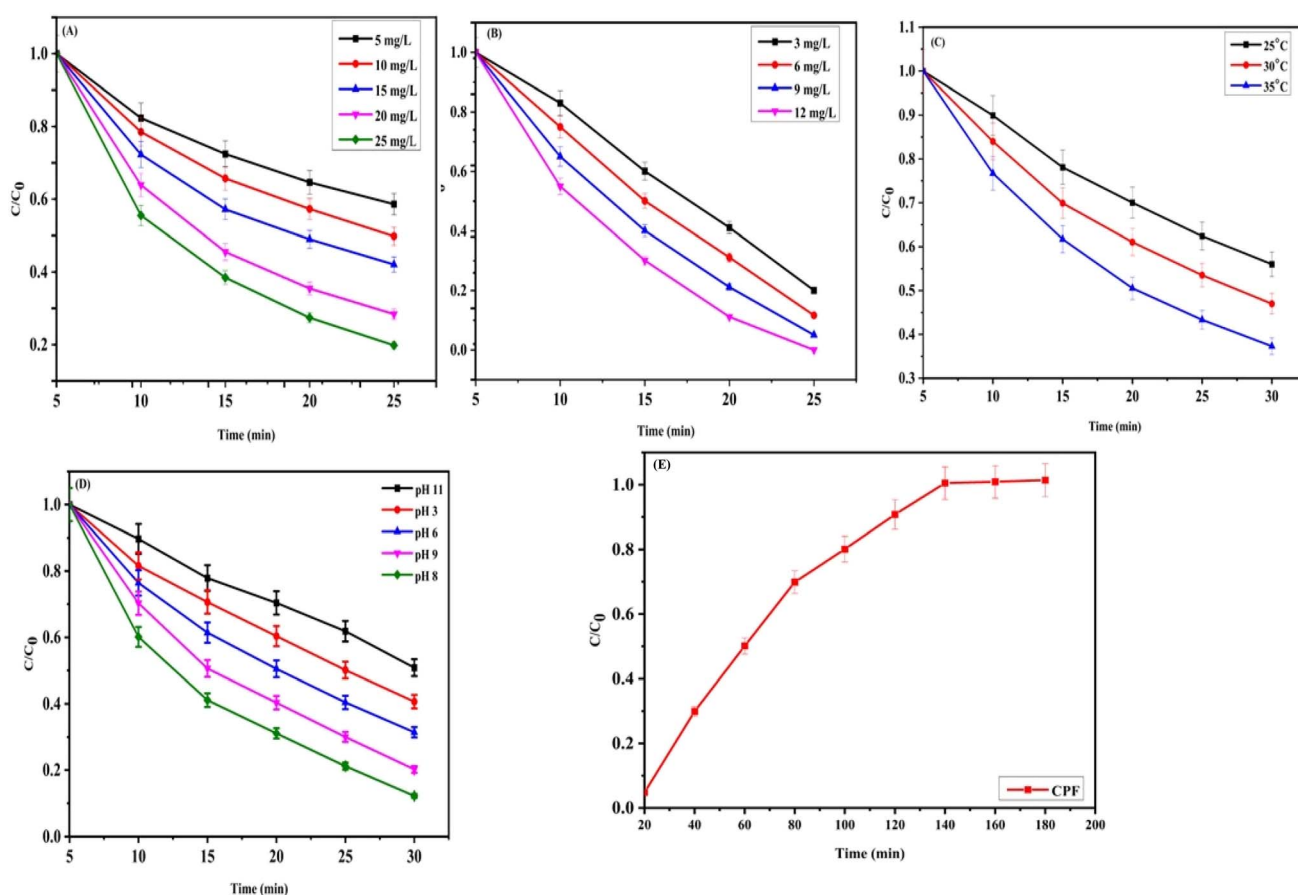 (A)
5 mg/L
10 mg/L
15 mg/L
20 mg/L
25 mg/L
C/C0
1.0
0.8
0.6
0.4
0.2
5 10 15 20 25
Time (min)
(B)
3 mg/L
6 mg/L
9 mg/L
12 mg/L
1.0
0.8
0.6
0.4
0.2
0.0
5 10 15 20 25
Time (min)
(C)
25°C
30°C
35°C
C/C0
1.1
1.0
0.9
0.8
0.7
0.6
0.5
0.4
0.3
5 10 15 20 25 30
Time (min)
(D)
pH 11
pH 3
pH 6
pH 9
pH 8
C/C0
1.0
0.8
0.6
0.4
0.2
0.0
5 10 15 20 25 30
Time (min)
(E)
C/C0
1.0
0.8
0.6
0.4
0.2
0.0
CPF
20 40 60 80 100 120 140 160 180 200
Time (min)